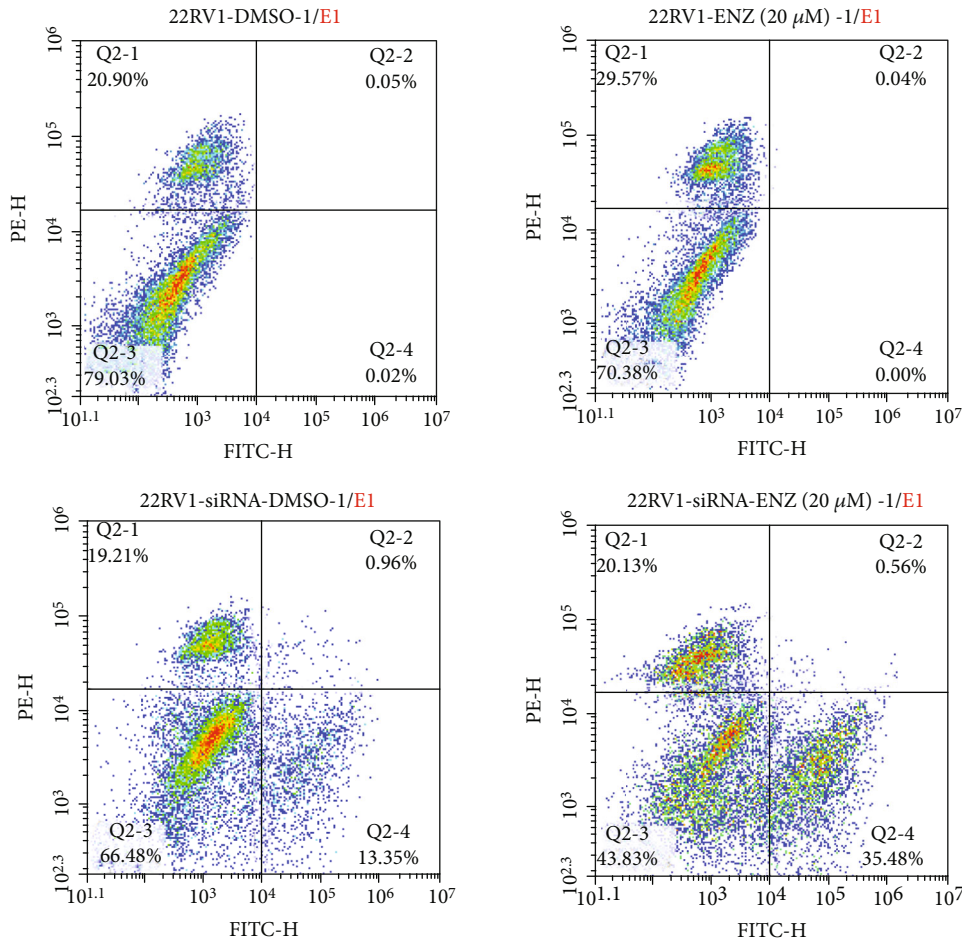 22RV1-DMSO-1/E1
Q2-1
20.90%
Q2-2
0.05%
Q2-3
79.03%
Q2-4
0.02%
PE-H
10^6
10^5
10^4
10^3
10^2.3
10^1.1 10^3 10^4 10^5 10^6 10^7
FITC-H
22RV1-ENZ (20 μM) -1/E1
Q2-1
29.57%
Q2-2
0.04%
Q2-3
70.38%
Q2-4
0.00%
PE-H
10^6
10^5
10^4
10^3
10^2.3
10^1.1 10^3 10^4 10^5 10^6 10^7
FITC-H
22RV1-siRNA-DMSO-1/E1
Q2-1
19.21%
Q2-2
0.96%
Q2-3
66.48%
Q2-4
13.35%
PE-H
10^6
10^5
10^4
10^3
10^2.3
10^1.1 10^3 10^4 10^5 10^6 10^7
FITC-H
22RV1-siRNA-ENZ (20 μM) -1/E1
Q2-1
20.13%
Q2-2
0.56%
Q2-3
43.83%
Q2-4
35.48%
PE-H
10^6
10^5
10^4
10^3
10^2.3
10^1.1 10^3 10^4 10^5 10^6 10^7
FITC-H